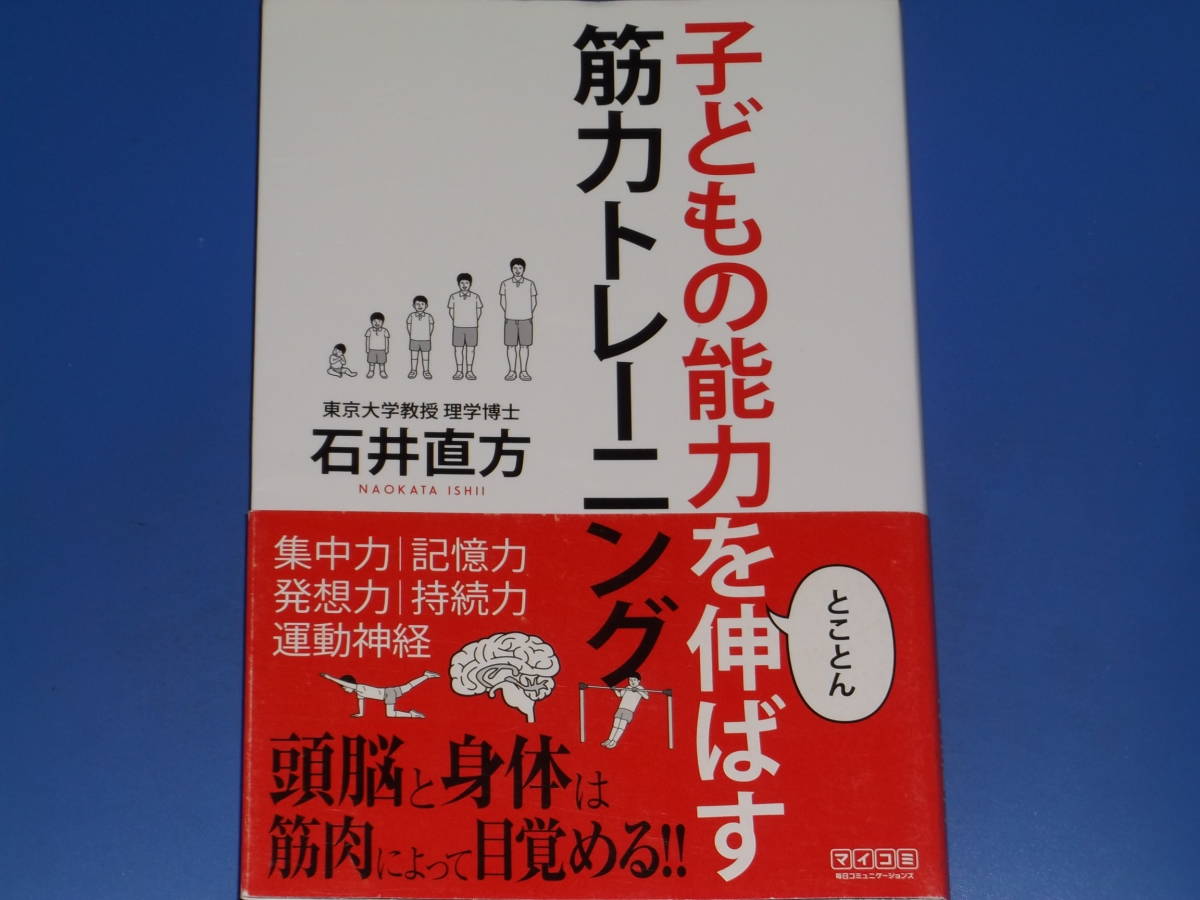 子どもの能力を伸ばす
筋力トレーニング
とことん
東京大学教授 理学博士
石井直方
NAOKATA ISHII
集中力|記憶力
発想力|持続力
運動神経
頭脳と身体は
筋肉によって目覚める!!
マイコミ
毎日コミュニケーションズ